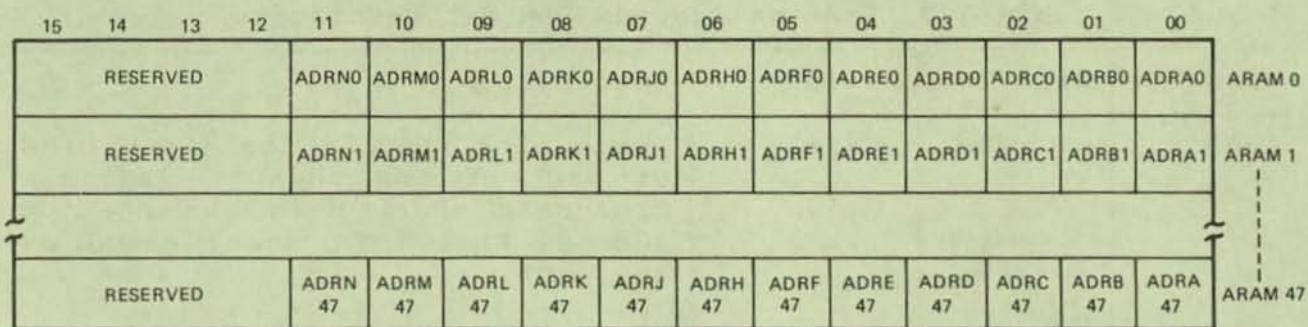 15 14 13 12 11 10 09 08 07 06 05 04 03 02 01 00
RESERVED ADRN0 ADRM0 ADRL0 ADRK0 ADRJ0 ADRH0 ADRF0 ADRE0 ADRD0 ADRC0 ADRB0 ADRA0 ARAM 0
RESERVED ADRN1 ADRM1 ADRL1 ADRK1 ADRJ1 ADRH1 ADRF1 ADRE1 ADRD1 ADRC1 ADRB1 ADRA1 ARAM 1
RESERVED ADRN ADRM ADRL ADRK ADRJ ADRH ADRF ADRE ADRD ADRC ADRB ADRA ARAM 47
47 47 47 47 47 47 47 47 47 47 47 47